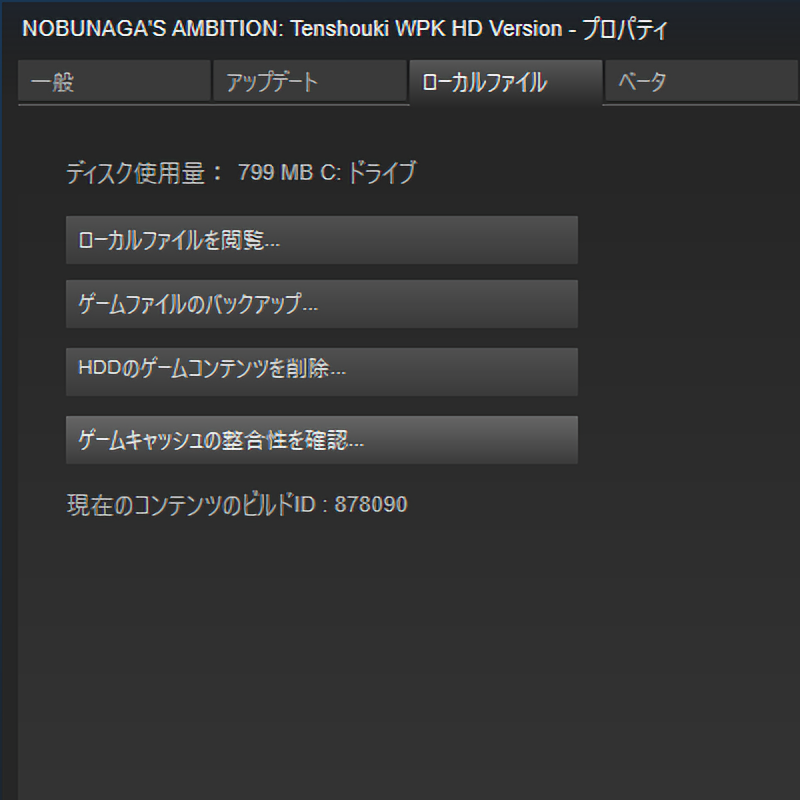 NOBUNAGA'S AMBITION: Tenshouki WPK HD Version - プロパティ
一般 アップデート ローカルファイル ベータ
ディスク使用量： 799 MB C: ドライブ
ローカルファイルを閲覧...
ゲームファイルのバックアップ...
HDDのゲームコンテンツを削除...
ゲームキャッシュの整合性を確認...
現在のコンテンツのビルドID : 878090